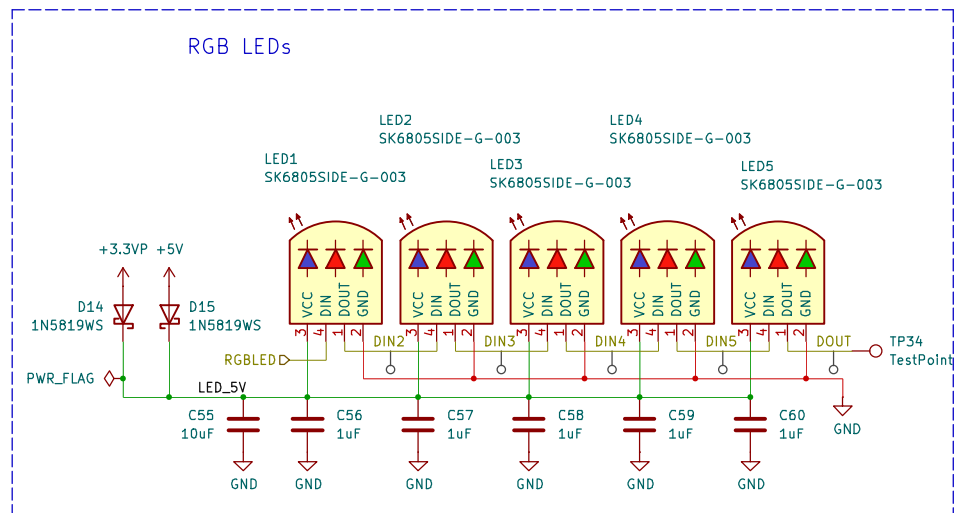 RGB LEDs
LED2
SK6805SIDE-G-003
LED4
SK6805SIDE-G-003
LED1
SK6805SIDE-G-003
LED3
SK6805SIDE-G-003
LED5
SK6805SIDE-G-003
+3.3VP +5V
D14
1N5819WS
D15
1N5819WS
VCC DIN DOUT GND
VCC DIN DOUT GND
VCC DIN DOUT GND
VCC DIN DOUT GND
VCC DIN DOUT GND
3 4 1 2
3 4 1 2
3 4 1 2
3 4 1 2
3 4 1 2
RGBLED
DIN2
DIN3
DIN4
DIN5
DOUT
TP34
TestPoint
PWR_FLAG
LED_5V
C55
10uF
C56
1uF
C57
1uF
C58
1uF
C59
1uF
C60
1uF
GND
GND
GND
GND
GND
GND
GND